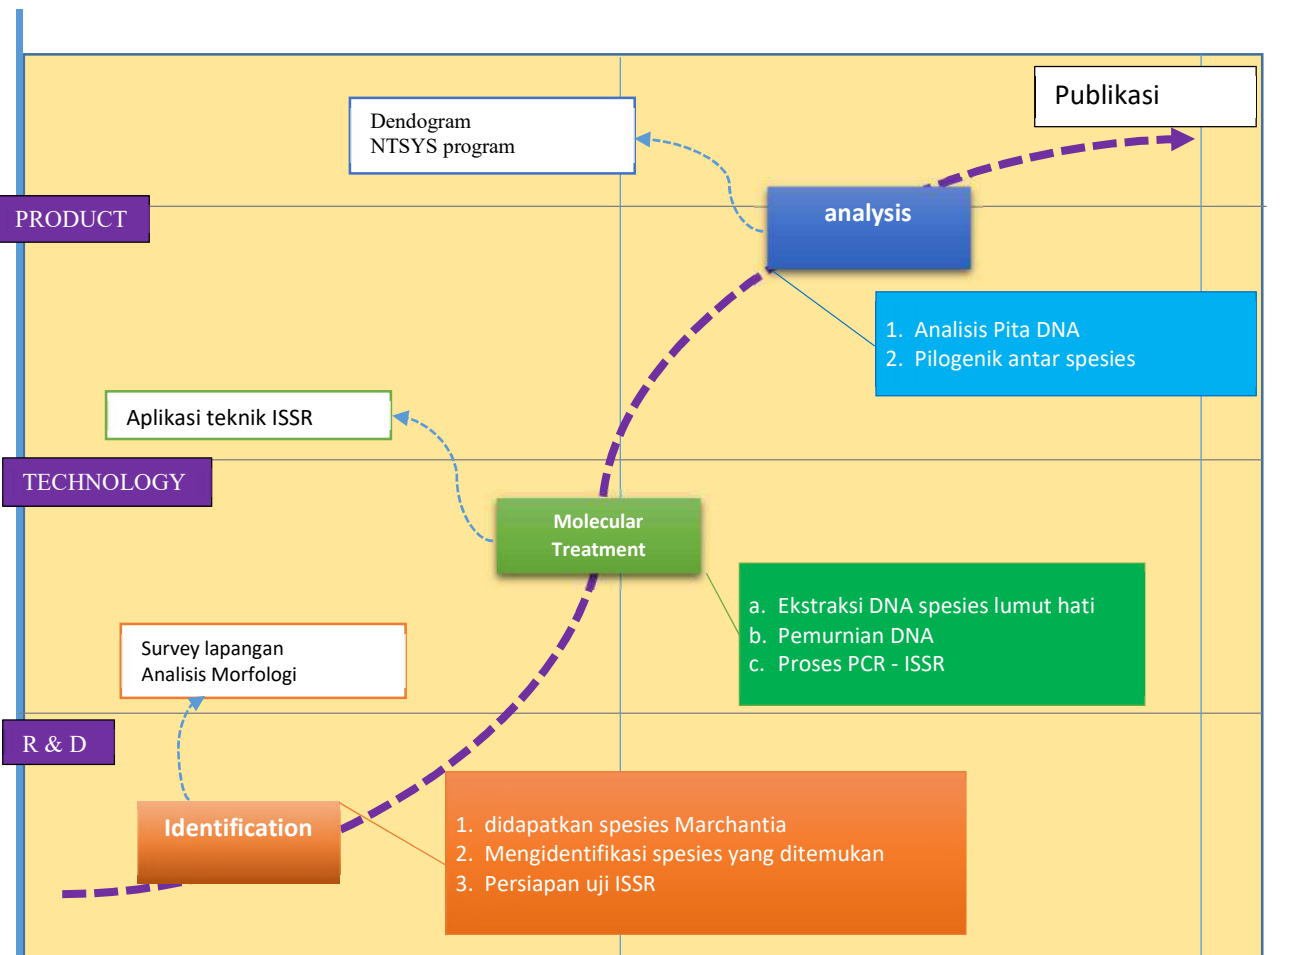 Publikasi
Dendogram
NTSYS program
PRODUCT
analysis
1. Analisis Pita DNA
2. Pilogenik antar spesies
Aplikasi teknik ISSR
TECHNOLOGY
Molecular
Treatment
a. Ekstraksi DNA spesies lumut hati
b. Pemurnian DNA
c. Proses PCR - ISSR
Survey lapangan
Analisis Morfologi
R & D
Identification
1. didapatkan spesies Marchantia
2. Mengidentifikasi spesies yang ditemukan
3. Persiapan uji ISSR